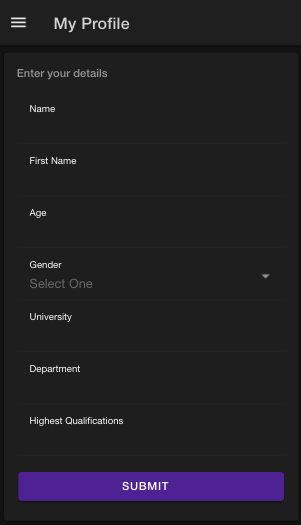 My Profile
Enter your details
Name
First Name
Age
Gender
Select One
University
Department
Highest Qualifications
SUBMIT